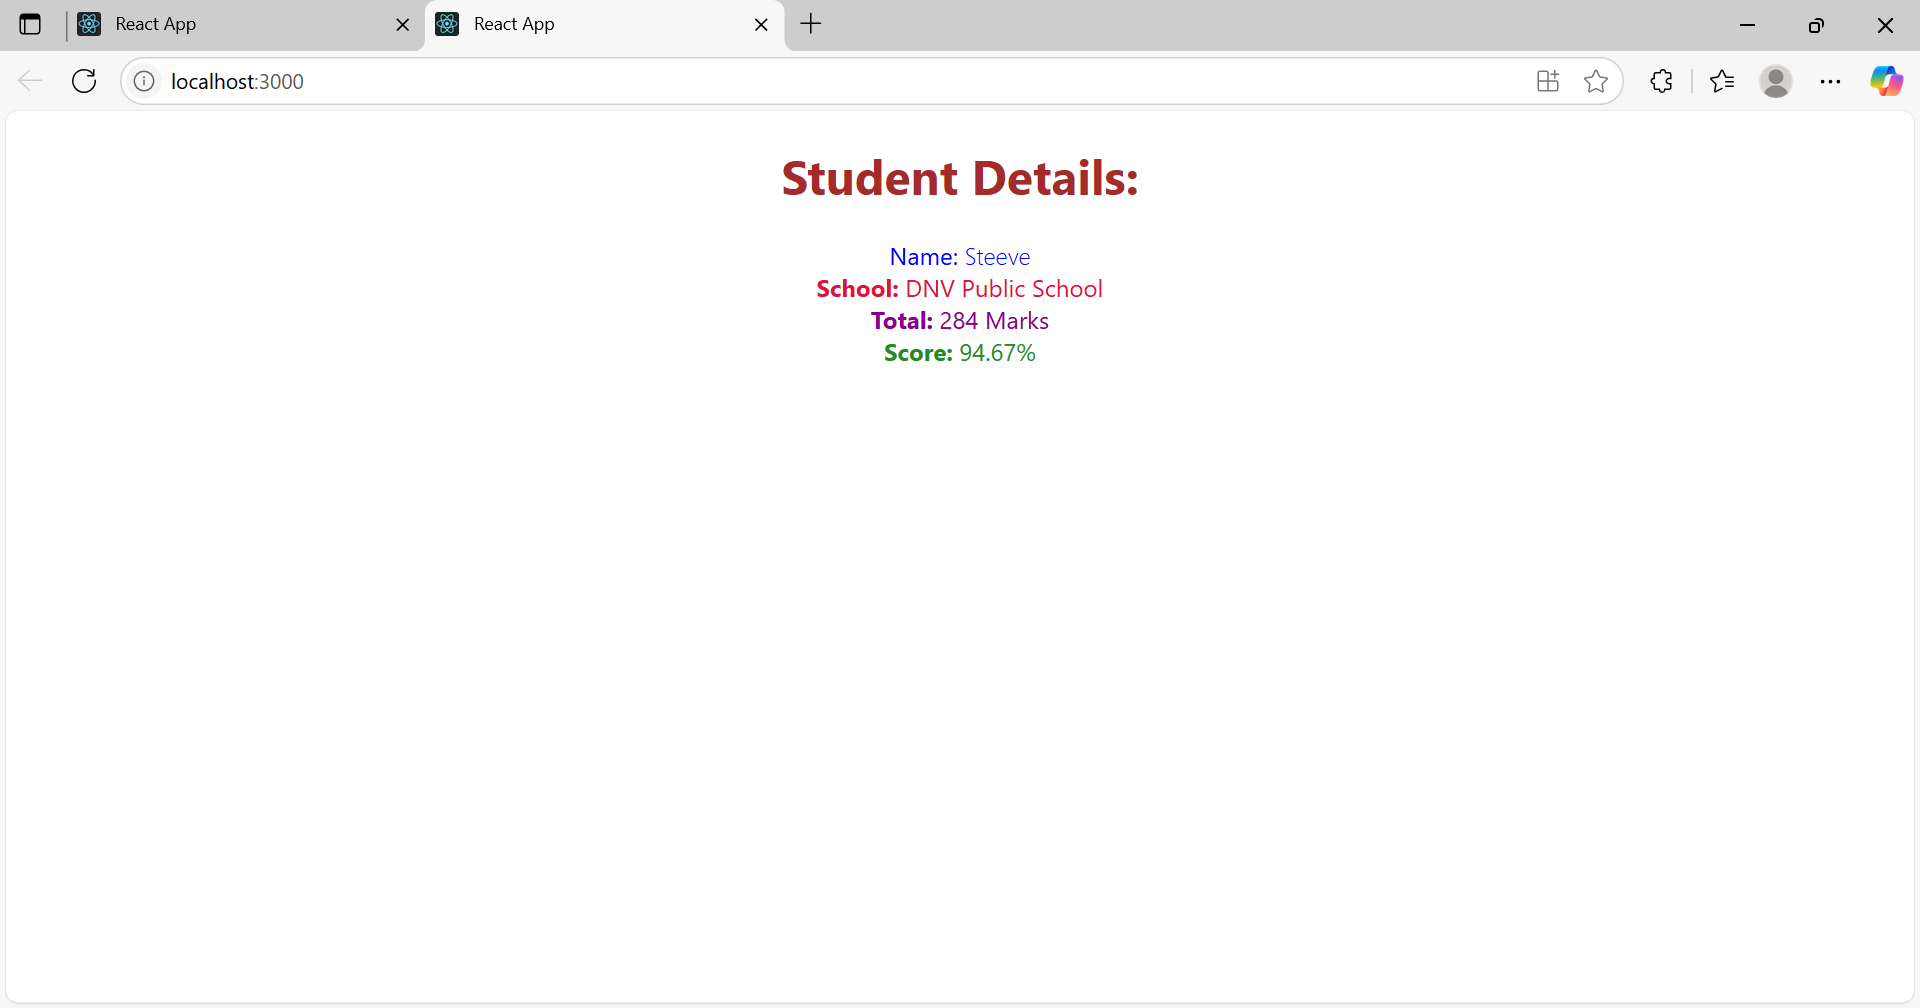 React App
React App
localhost:3000
Student Details:
Name: Steeve
School: DNV Public School
Total: 284 Marks
Score: 94.67%